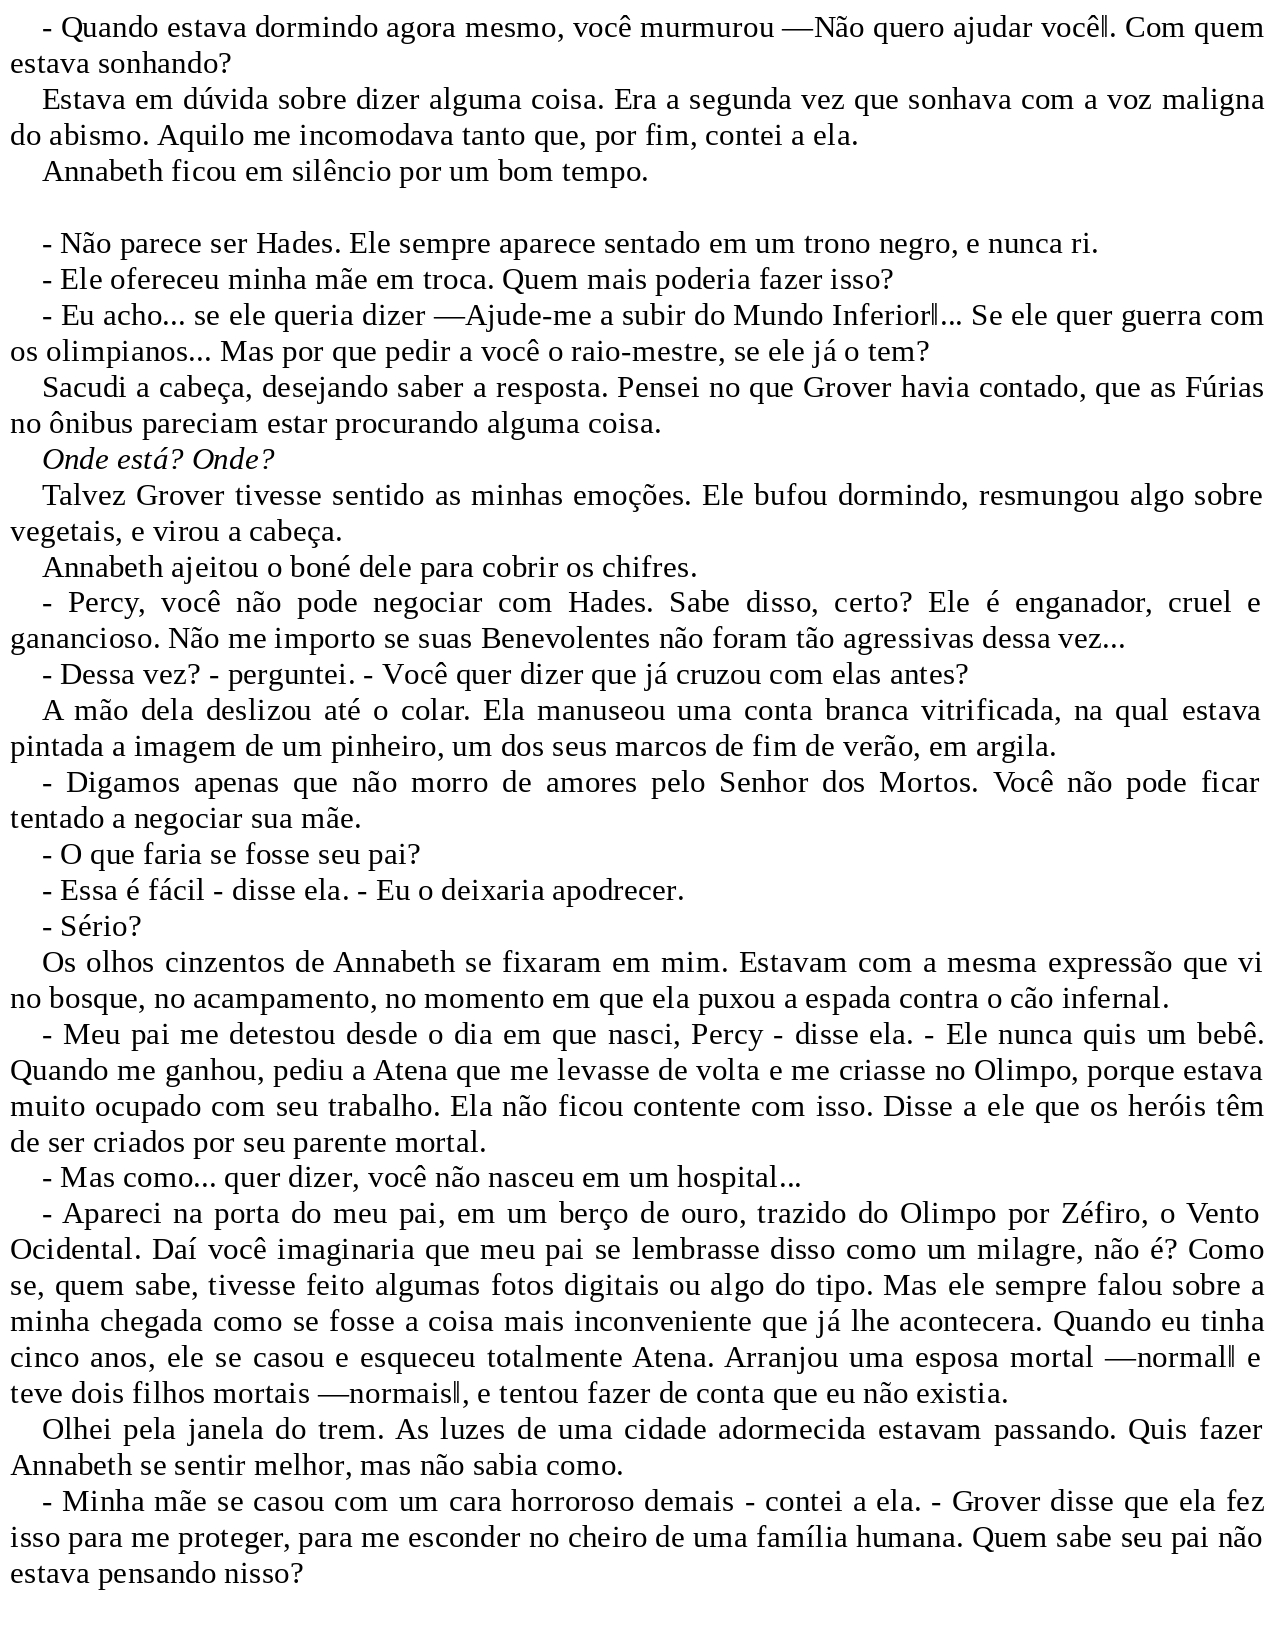 - Quando estava dormindo agora mesmo, você murmurou ―Não quero ajudar você‖. Com quem
estava sonhando?
Estava em dúvida sobre dizer alguma coisa. Era a segunda vez que sonhava com a voz maligna
do abismo. Aquilo me incomodava tanto que, por fim, contei a ela.
Annabeth ficou em silêncio por um bom tempo.
- Não parece ser Hades. Ele sempre aparece sentado em um trono negro, e nunca ri.
- Ele ofereceu minha mãe em troca. Quem mais poderia fazer isso?
- Eu acho... se ele queria dizer ―Ajude-me a subir do Mundo Inferior‖... Se ele quer guerra com
os olimpianos... Mas por que pedir a você o raio-mestre, se ele já o tem?
Sacudi a cabeça, desejando saber a resposta. Pensei no que Grover havia contado, que as Fúrias
no ônibus pareciam estar procurando alguma coisa.
Onde está? Onde?
Talvez Grover tivesse sentido as minhas emoções. Ele bufou dormindo, resmungou algo sobre
vegetais, e virou a cabeça.
Annabeth ajeitou o boné dele para cobrir os chifres.
- Percy, você não pode negociar com Hades. Sabe disso, certo? Ele é enganador, cruel e
ganancioso. Não me importo se suas Benevolentes não foram tão agressivas dessa vez...
- Dessa vez? - perguntei. - Você quer dizer que já cruzou com elas antes?
A mão dela deslizou até o colar. Ela manuseou uma conta branca vitrificada, na qual estava
pintada a imagem de um pinheiro, um dos seus marcos de fim de verão, em argila.
- Digamos apenas que não morro de amores pelo Senhor dos Mortos. Você não pode ficar
tentado a negociar sua mãe.
- O que faria se fosse seu pai?
- Essa é fácil - disse ela. - Eu o deixaria apodrecer.
- Sério?
Os olhos cinzentos de Annabeth se fixaram em mim. Estavam com a mesma expressão que vi
no bosque, no acampamento, no momento em que ela puxou a espada contra o cão infernal.
- Meu pai me detestou desde o dia em que nasci, Percy - disse ela. - Ele nunca quis um bebê.
Quando me ganhou, pediu a Atena que me levasse de volta e me criasse no Olimpo, porque estava
muito ocupado com seu trabalho. Ela não ficou contente com isso. Disse a ele que os heróis têm
de ser criados por seu parente mortal.
- Mas como... quer dizer, você não nasceu em um hospital...
- Apareci na porta do meu pai, em um berço de ouro, trazido do Olimpo por Zéfiro, o Vento
Ocidental. Daí você imaginaria que meu pai se lembrasse disso como um milagre, não é? Como
se, quem sabe, tivesse feito algumas fotos digitais ou algo do tipo. Mas ele sempre falou sobre a
minha chegada como se fosse a coisa mais inconveniente que já lhe acontecera. Quando eu tinha
cinco anos, ele se casou e esqueceu totalmente Atena. Arranjou uma esposa mortal ―normal‖ e
teve dois filhos mortais ―normais‖, e tentou fazer de conta que eu não existia.
Olhei pela janela do trem. As luzes de uma cidade adormecida estavam passando. Quis fazer
Annabeth se sentir melhor, mas não sabia como.
- Minha mãe se casou com um cara horroroso demais - contei a ela. - Grover disse que ela fez
isso para me proteger, para me esconder no cheiro de uma família humana. Quem sabe seu pai não
estava pensando nisso?